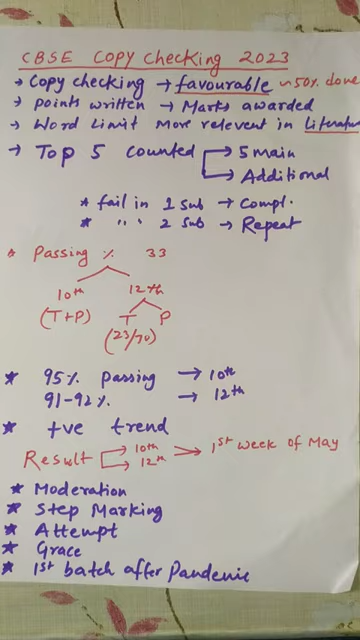 CBSE Copy Checking 2023
→ Copy checking → favourable ~50% done
→ points written → Marks awarded
→ Word Limit More relevent in Literatur
→ Top 5 counted → 5 Main
→ Additional
* fail in 1 Sub → Compl.
* " " 2 Sub → Repeat
* Passing % 33
10th 12th
(T+P) T P
(23/70)
* 95% passing → 10th
91-92% → 12th
* +ve trend
Result → 10th → 1st week of May
→ 12th
* Moderation
* Step Marking
* Attempt
* Grace
* 1st batch after Pandemic